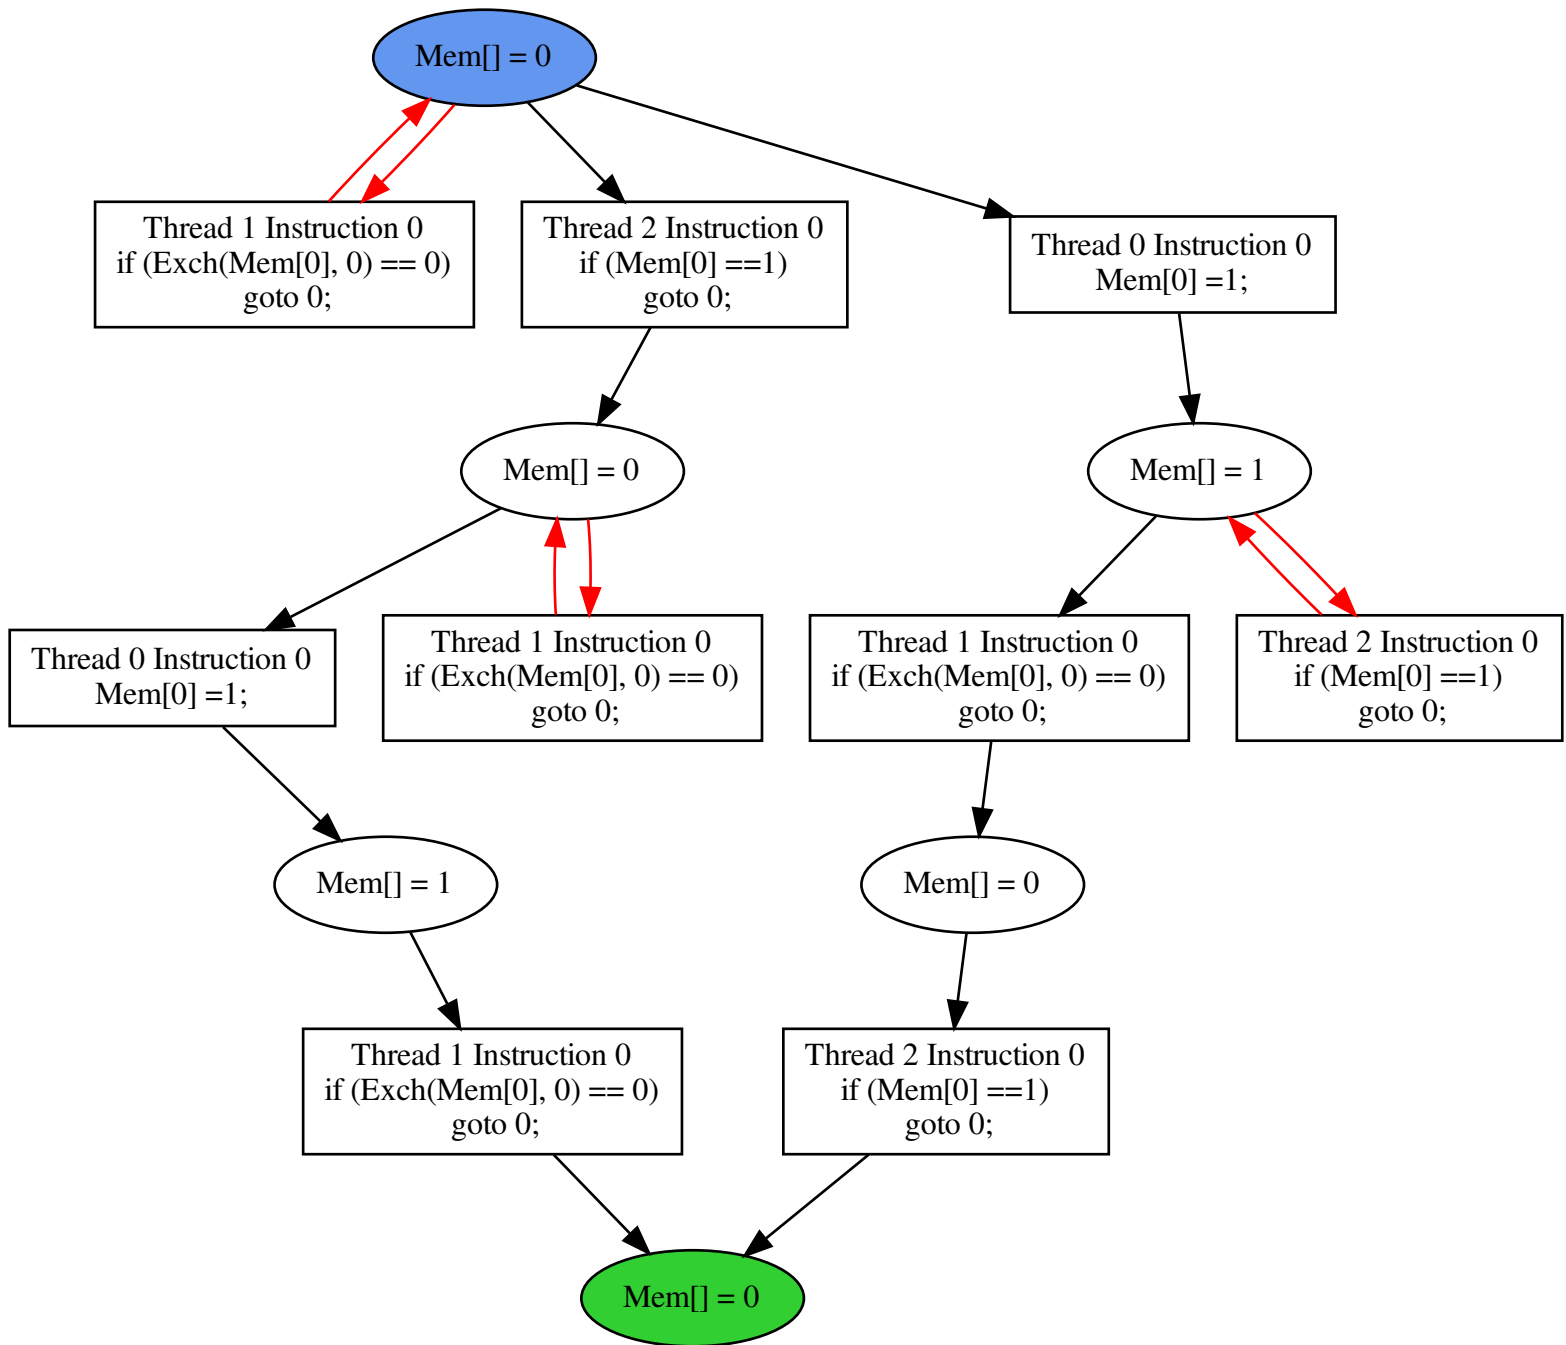 Mem[] = 0
Thread 1 Instruction 0
if (Exch(Mem[0], 0) == 0)
goto 0;
Thread 2 Instruction 0
if (Mem[0] ==1)
goto 0;
Thread 0 Instruction 0
Mem[0] =1;
Mem[] = 0
Mem[] = 1
Thread 0 Instruction 0
Mem[0] =1;
Thread 1 Instruction 0
if (Exch(Mem[0], 0) == 0)
goto 0;
Thread 1 Instruction 0
if (Exch(Mem[0], 0) == 0)
goto 0;
Thread 2 Instruction 0
if (Mem[0] ==1)
goto 0;
Mem[] = 1
Mem[] = 0
Thread 1 Instruction 0
if (Exch(Mem[0], 0) == 0)
goto 0;
Thread 2 Instruction 0
if (Mem[0] ==1)
goto 0;
Mem[] = 0